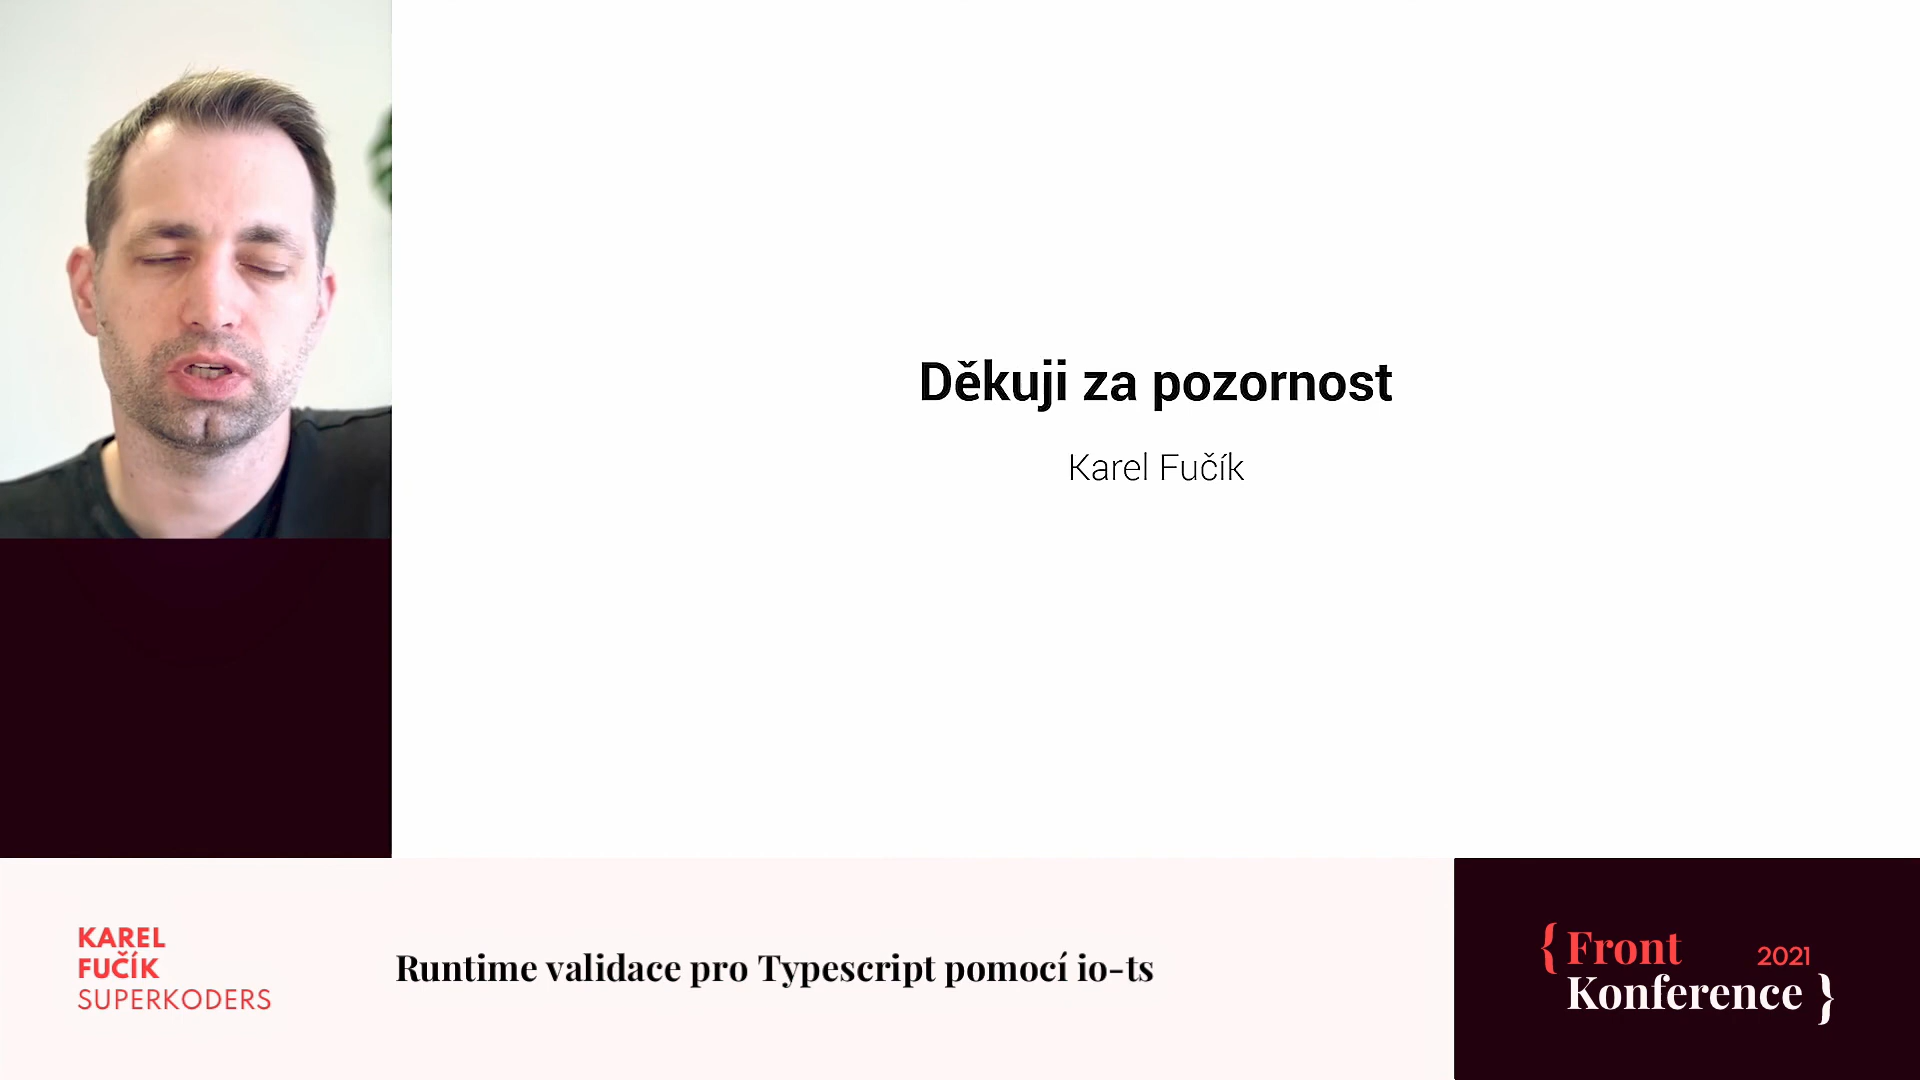 Děkuji za pozornost
Karel Fučík
KAREL
FUČÍK
SUPERKODERS
Runtime validace pro Typescript pomocí io-ts
{ Front 2021
Konference }